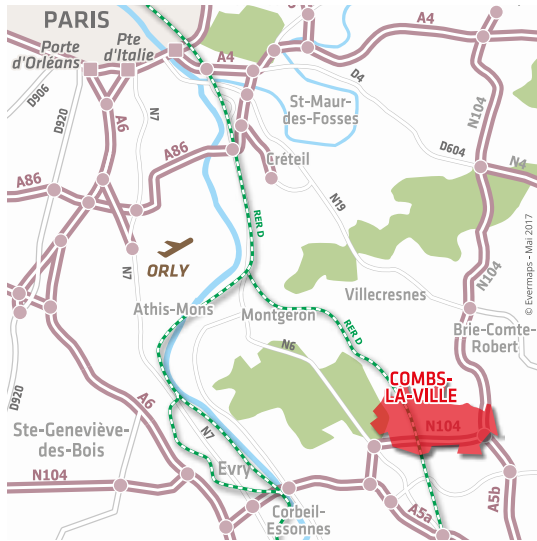 PARIS
Porte
d'Orléans
Pte
d'Italie
A4
A4
D4
D906
D920
A6
N7
St-Maur-
des-Fosses
N104
A86
Créteil
D604
N4
A86
N19
RER D
ORLY
N7
N104
Villecresnes
Athis-Mons
Montgeron
RER D
Brie-Comte-
Robert
© Evermaps - Mai 2017
N6
D920
A6
COMBS-
LA-VILLE
N104
Ste-Geneviève-
des-Bois
N7
Evry
N104
Corbeil-
Essonnes
A5a
A5b